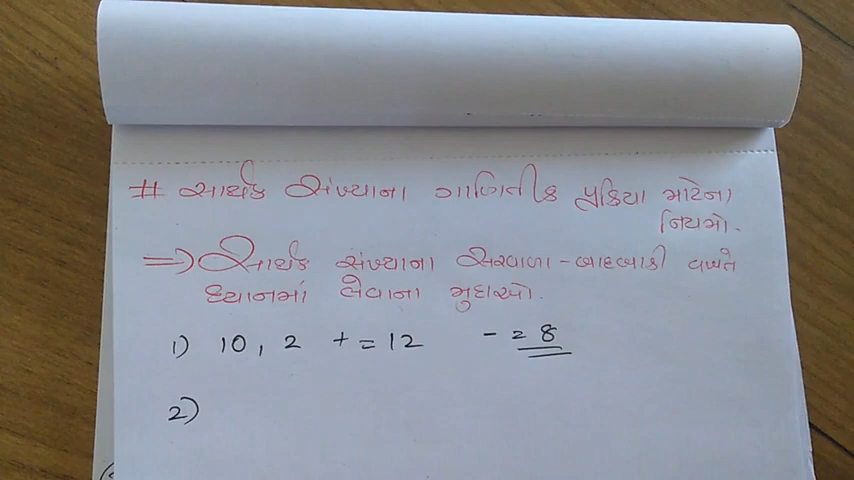 # સાર્થક સંખ્યાના ગાણિતીક પ્રક્રિયા માટેના
નિયમો.
=> સાર્થક સંખ્યાના સરવાળા - બાદબાકી વખતે
ધ્યાનમાં લેવાના મુદ્દાઓ.
1) 10, 2 + = 12 - = 8
2)